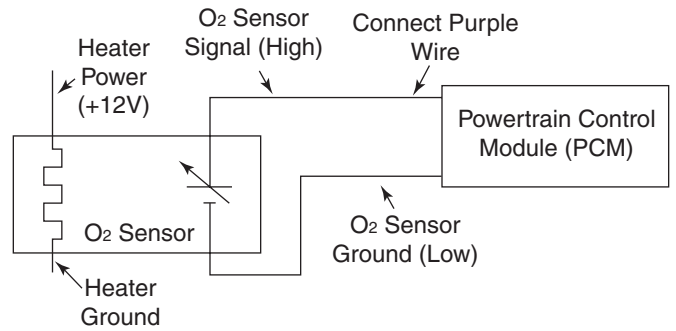 O2 Sensor
Signal (High)
Connect Purple
Wire
Heater
Power
(+12V)
Powertrain Control
Module (PCM)
O2 Sensor
O2 Sensor
Ground (Low)
Heater
Ground